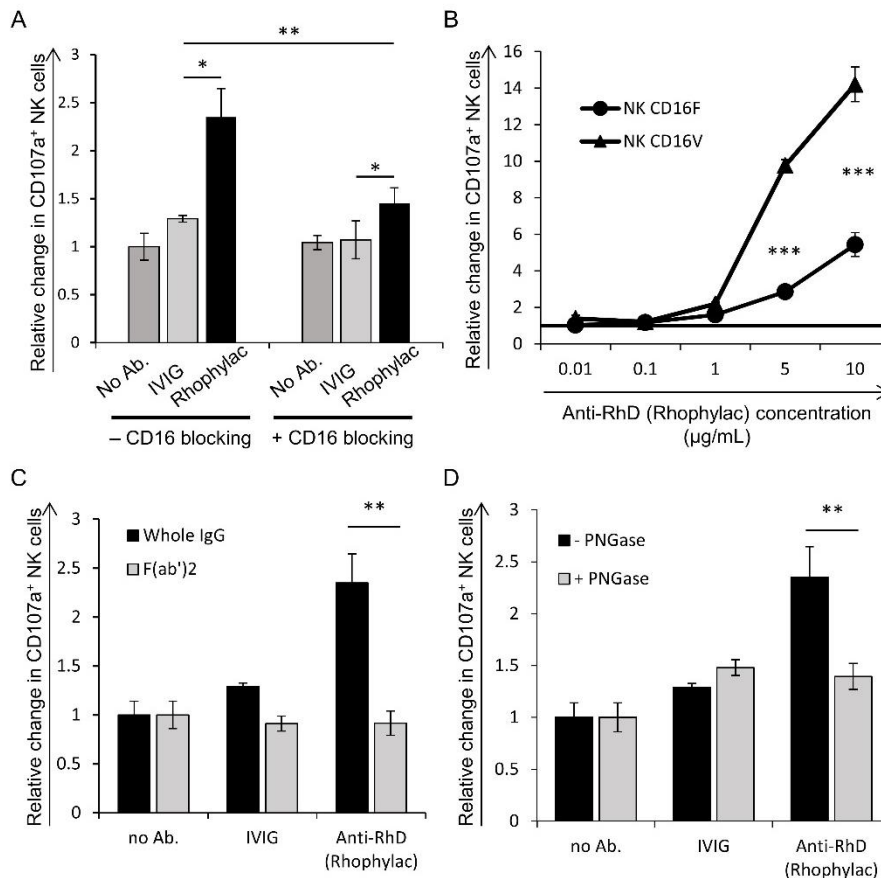 A
Relative change in CD107a⁺ NK cells
3
2.5
2
1.5
1
0.5
0
**
*
*
No Ab.
IVIG
Rhophylac
No Ab.
IVIG
Rhophylac
– CD16 blocking
+ CD16 blocking
B
Relative change in CD107a⁺ NK cells
16
14
12
10
8
6
4
2
0
NK CD16F
NK CD16V
***
***
0.01 0.1 1 5 10
Anti-RhD (Rhophylac) concentration
(µg/mL)
C
Relative change in CD107a⁺ NK cells
3
2.5
2
1.5
1
0.5
0
Whole IgG
F(ab')2
**
no Ab. IVIG Anti-RhD
(Rhophylac)
D
Relative change in CD107a⁺ NK cells
3
2.5
2
1.5
1
0.5
0
- PNGase
+ PNGase
**
no Ab. IVIG Anti-RhD
(Rhophylac)